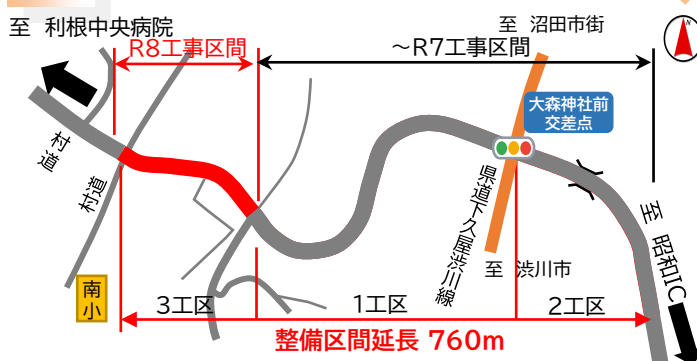 至 利根中央病院
至 沼田市街
N
R8工事区間
～R7工事区間
大森神社前
交差点
村道
村道
県道下久屋渋川線
至 昭和IC
至 渋川市
南小
3工区
1工区
2工区
整備区間延長 760m